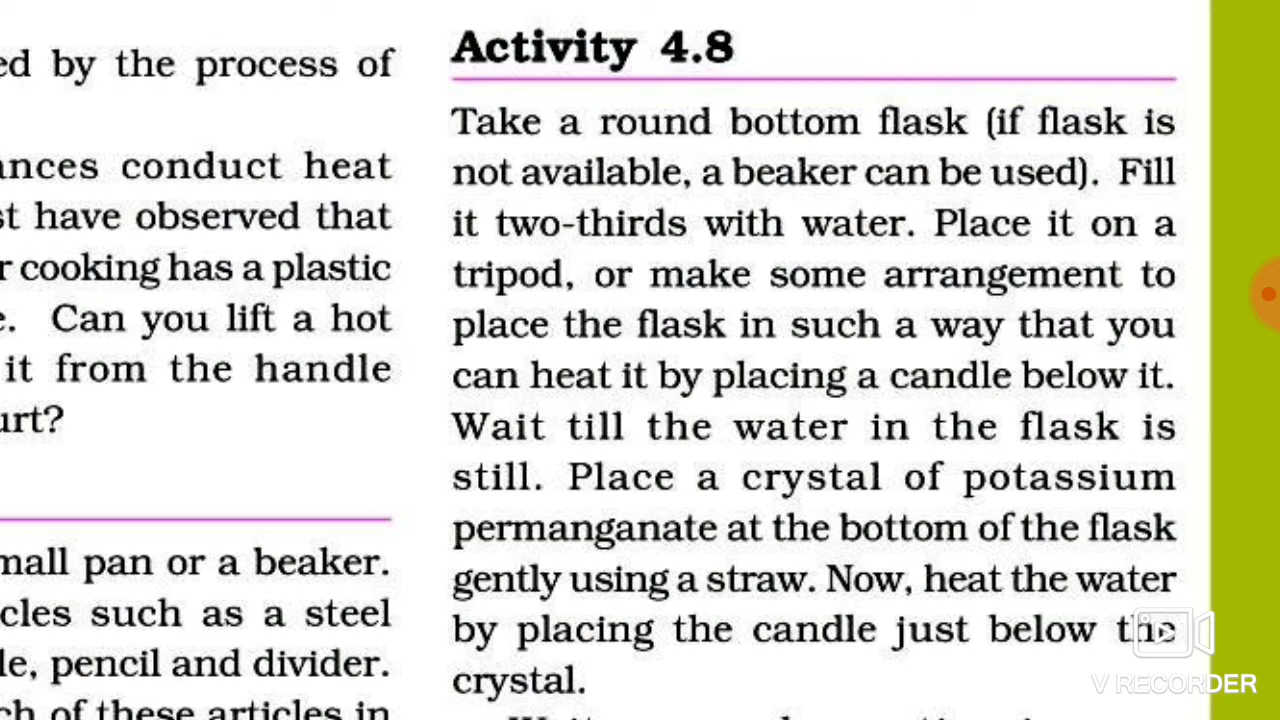 ed by the process of
ances conduct heat
st have observed that
r cooking has a plastic
e. Can you lift a hot
it from the handle
urt?
mall pan or a beaker.
cles such as a steel
le, pencil and divider.
ch of these articles in
Activity 4.8
Take a round bottom flask (if flask is
not available, a beaker can be used). Fill
it two-thirds with water. Place it on a
tripod, or make some arrangement to
place the flask in such a way that you
can heat it by placing a candle below it.
Wait till the water in the flask is
still. Place a crystal of potassium
permanganate at the bottom of the flask
gently using a straw. Now, heat the water
by placing the candle just below the
crystal.
V RECORDER